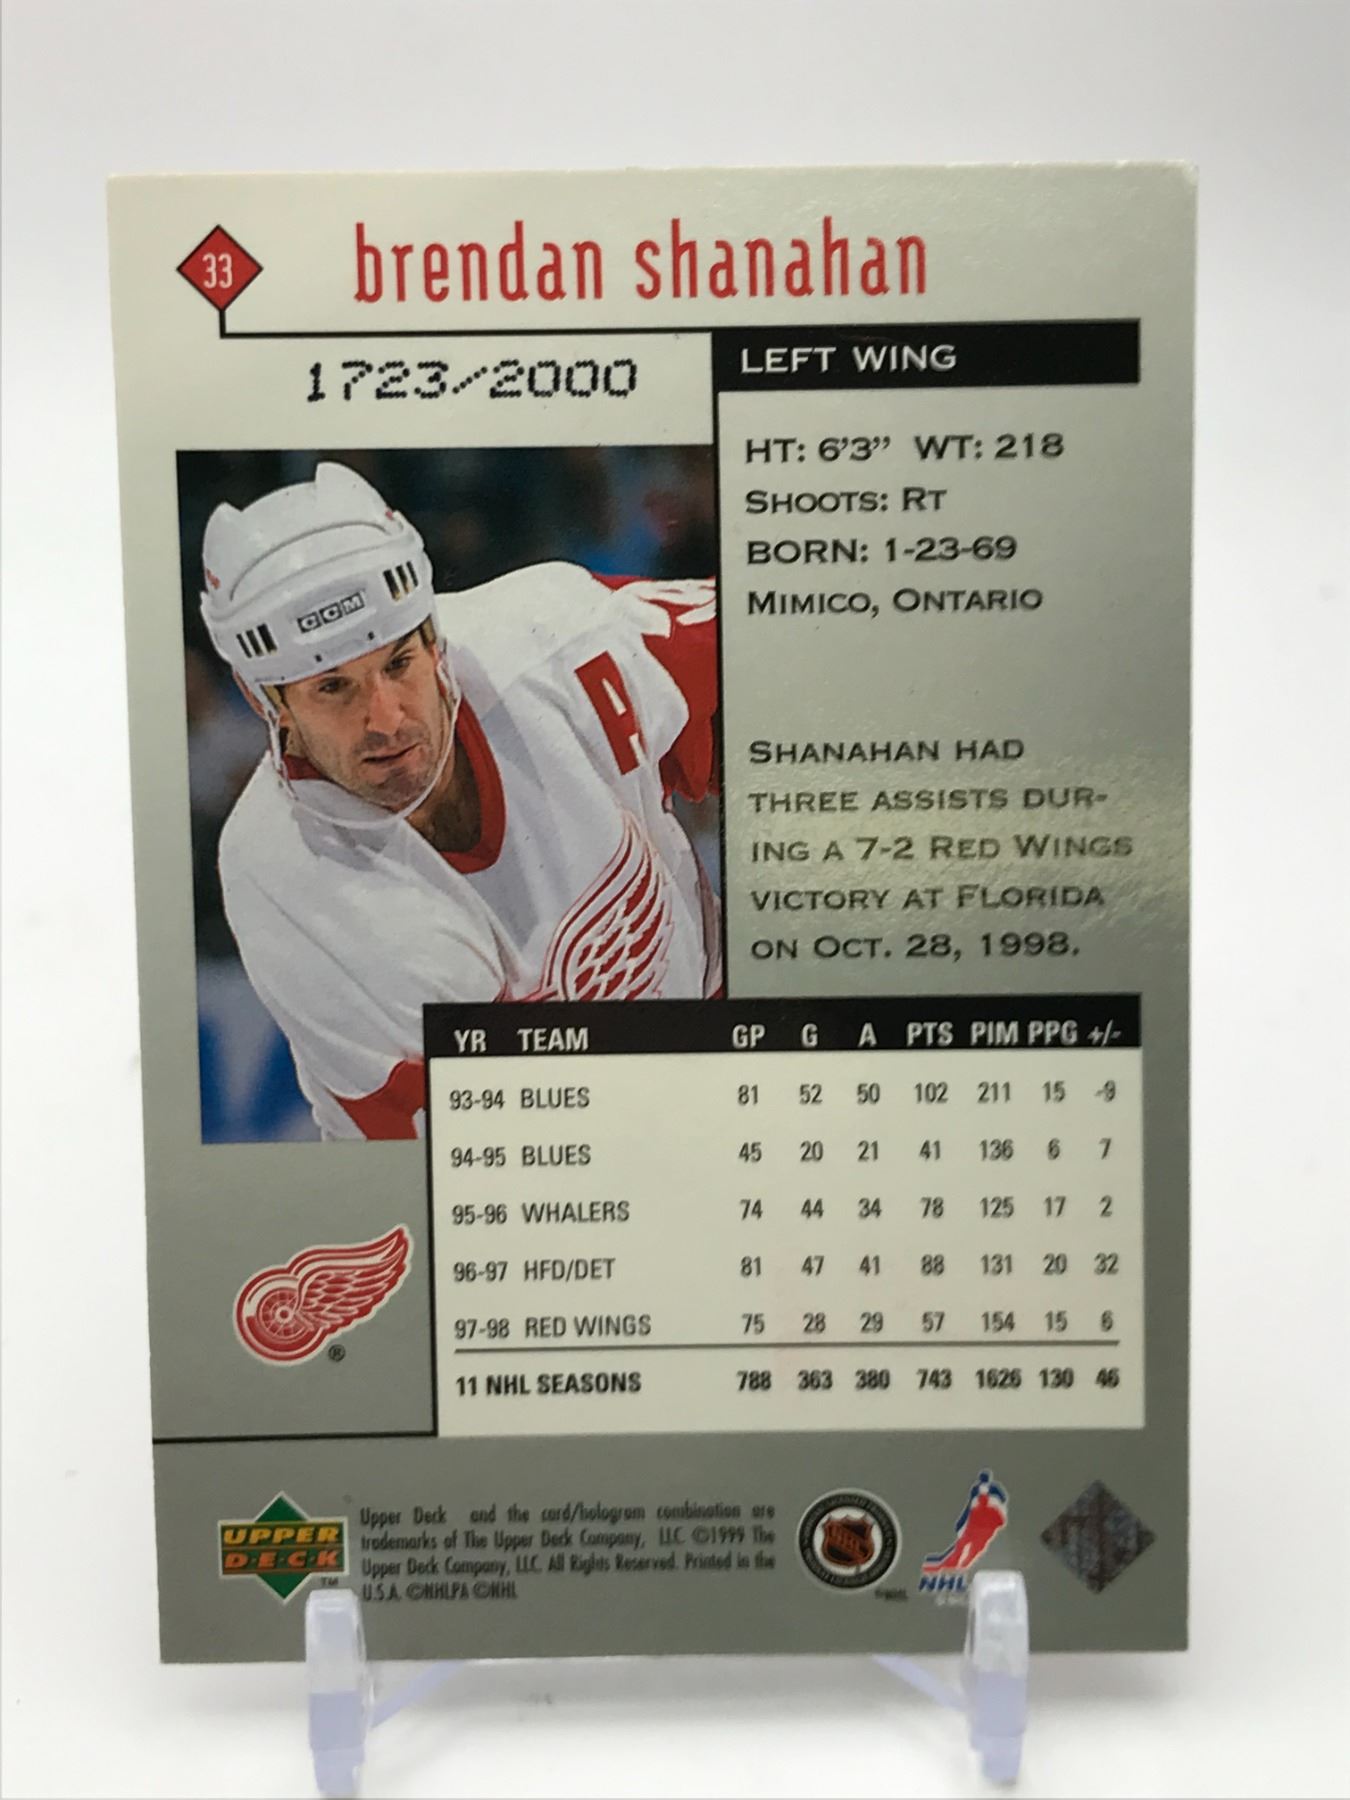 33
brendan shanahan
1723/2000
LEFT WING
HT: 6'3" WT: 218
SHOOTS: RT
BORN: 1-23-69
MIMICO, ONTARIO
CCM
A
SHANAHAN HAD
THREE ASSISTS DUR-
ING A 7-2 RED WINGS
VICTORY AT FLORIDA
ON OCT. 28, 1998.
YR TEAM GP G A PTS PIM PPG +/-
93-94 BLUES 81 52 50 102 211 15 -9
94-95 BLUES 45 20 21 41 136 6 7
95-96 WHALERS 74 44 34 78 125 17 2
96-97 HFD/DET 81 47 41 88 131 20 32
97-98 RED WINGS 75 28 29 57 154 15 6
11 NHL SEASONS 788 363 380 743 1626 130 46
®
UPPER
DECK
™
Upper Deck and the card/hologram combination are
trademarks of The Upper Deck Company, LLC. ©1999 The
Upper Deck Company, LLC. All Rights Reserved. Printed in the
U.S.A. ©NHLPA ©NHL
NHL
NHL